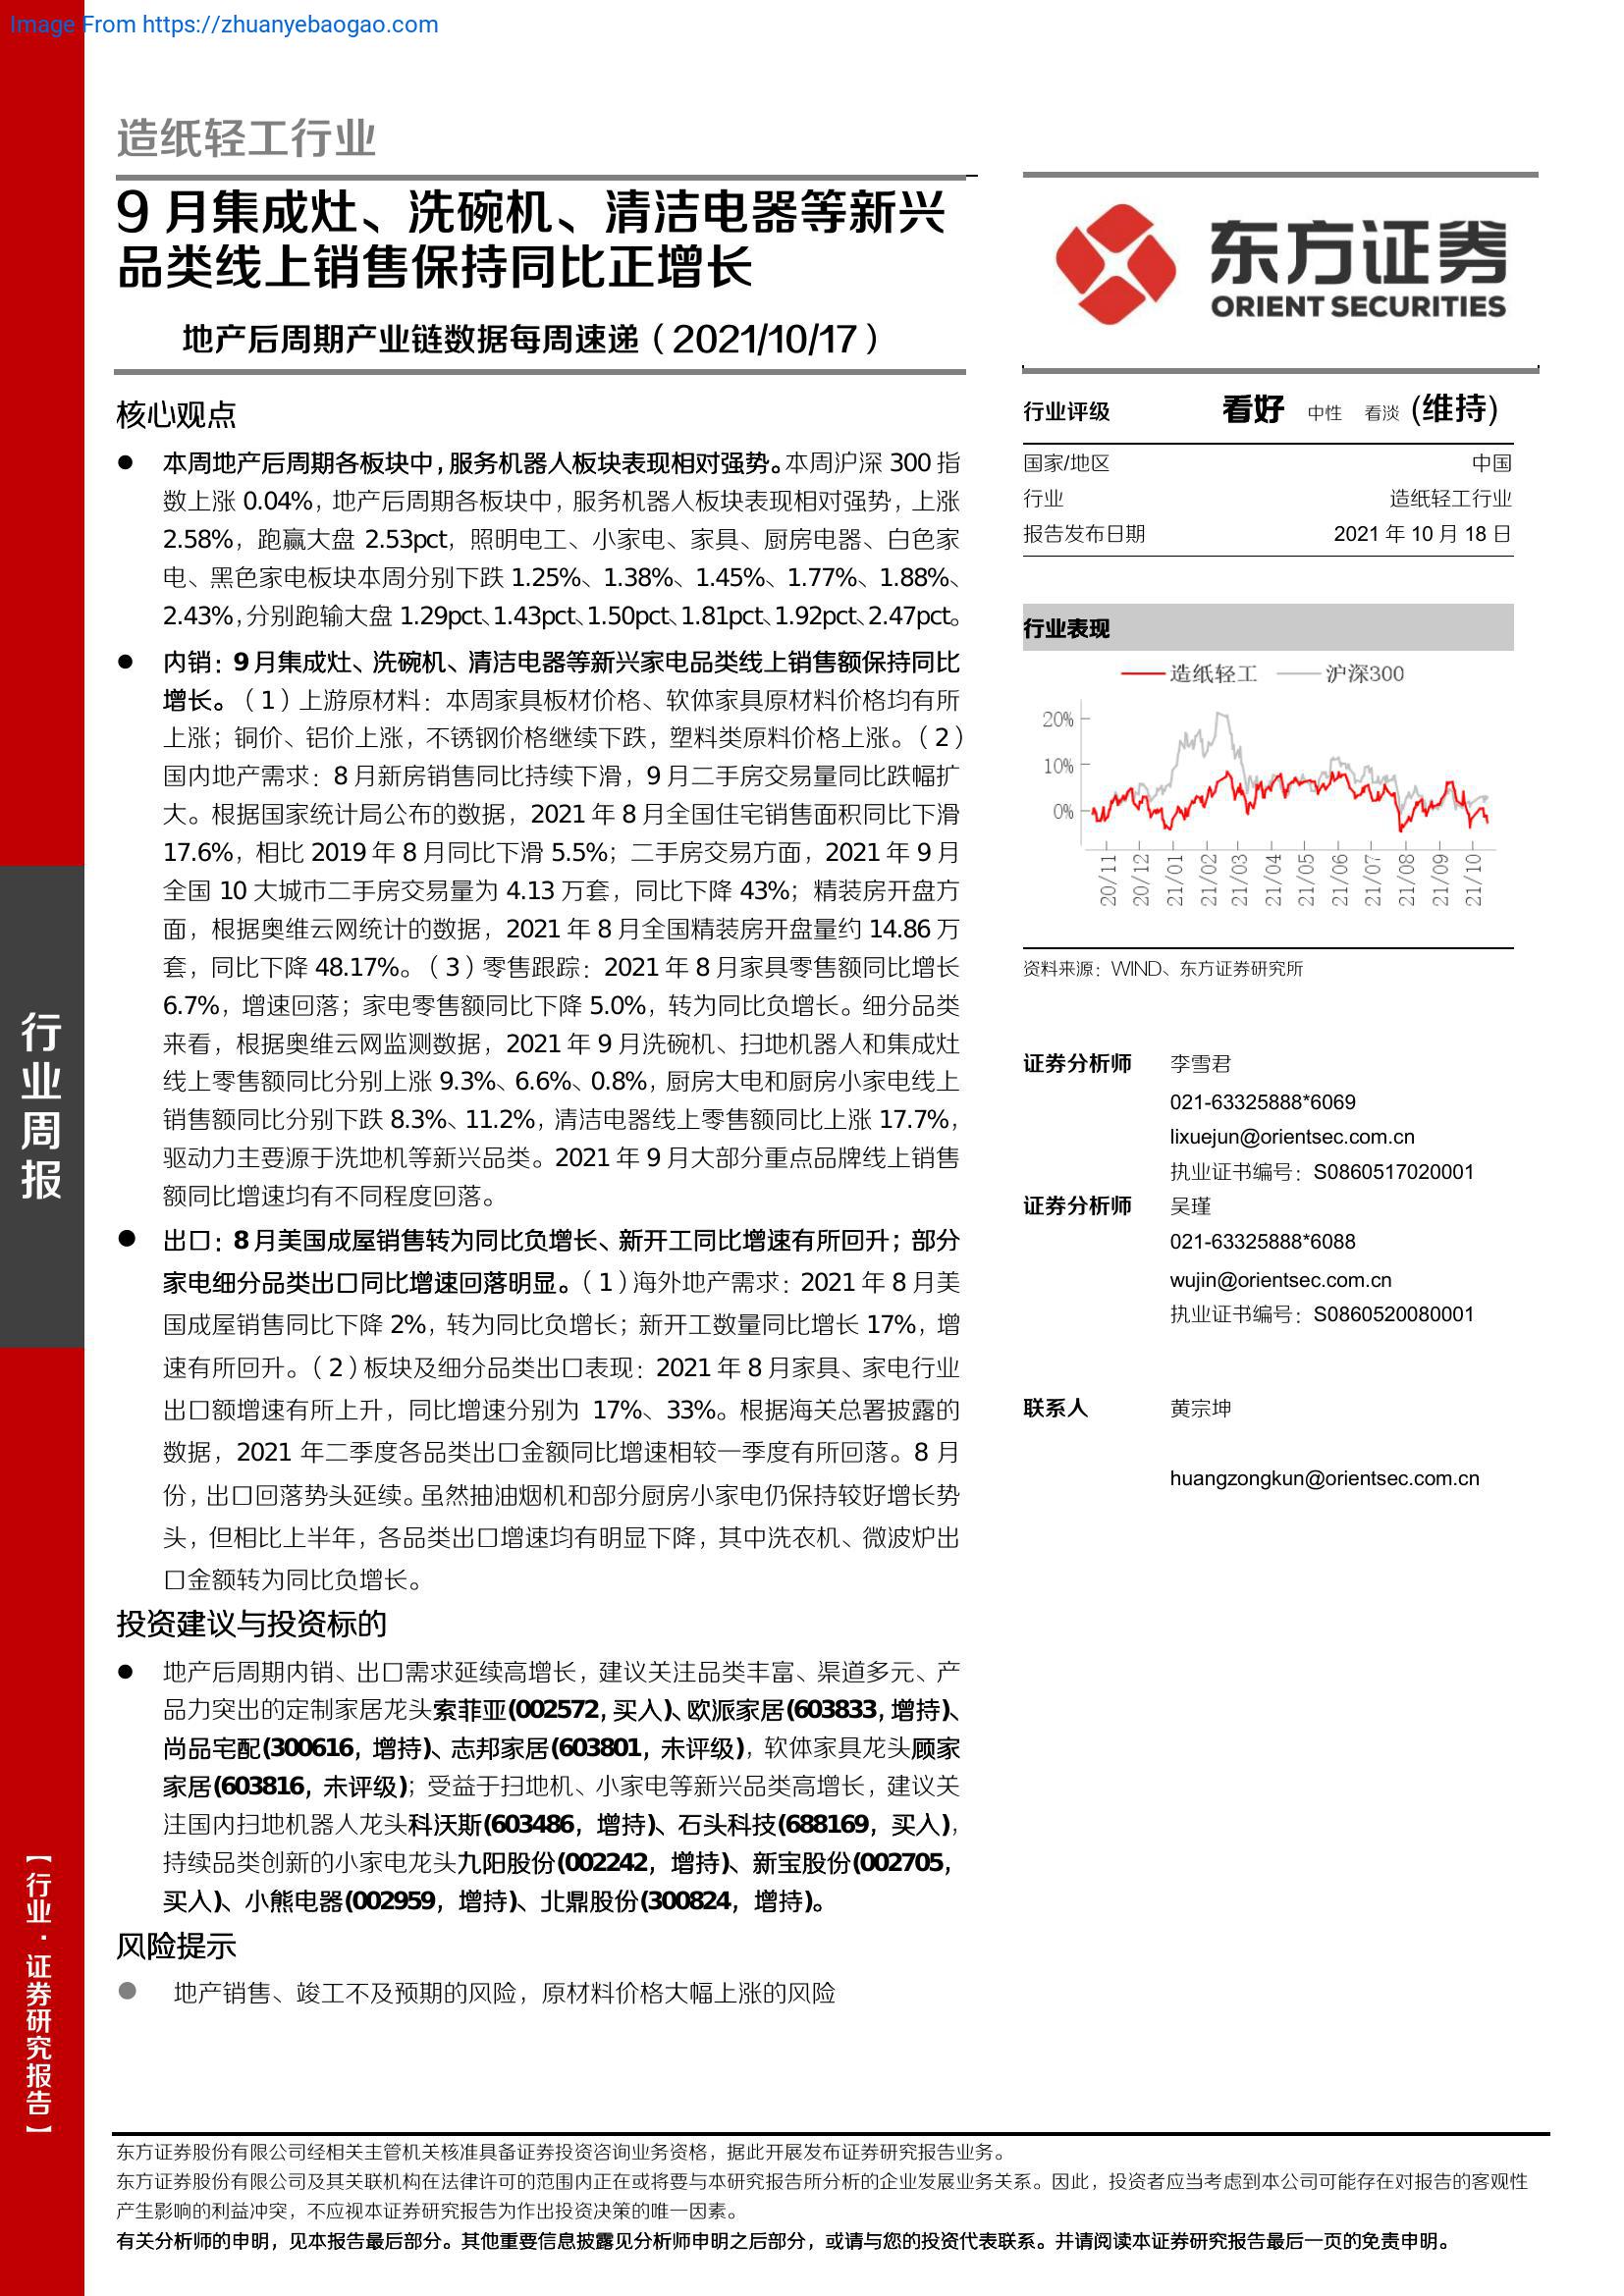 Image From https://zhuanyebaogao.com
造纸轻工行业
9 月集成灶、洗碗机、清洁电器等新兴
品类线上销售保持同比正增长
地产后周期产业链数据每周速递（2021/10/17）
核心观点
● 本周地产后周期各板块中，服务机器人板块表现相对强势。本周沪深 300 指
数上涨 0.04%，地产后周期各板块中，服务机器人板块表现相对强势，上涨
2.58%，跑赢大盘 2.53pct，照明电工、小家电、家具、厨房电器、白色家
电、黑色家电板块本周分别下跌 1.25%、1.38%、1.45%、1.77%、1.88%、
2.43%，分别跑输大盘 1.29pct、1.43pct、1.50pct、1.81pct、1.92pct、2.47pct。
● 内销：9 月集成灶、洗碗机、清洁电器等新兴家电品类线上销售额保持同比
增长。（1）上游原材料：本周家具板材价格、软体家具原材料价格均有所
上涨；铜价、铝价上涨，不锈钢价格继续下跌，塑料类原料价格上涨。（2）
国内地产需求：8 月新房销售同比持续下滑，9 月二手房交易量同比跌幅扩
大。根据国家统计局公布的数据，2021 年 8 月全国住宅销售面积同比下滑
17.6%，相比 2019 年 8 月同比下滑 5.5%；二手房交易方面，2021 年 9 月
全国 10 大城市二手房交易量为 4.13 万套，同比下降 43%；精装房开盘方
面，根据奥维云网统计的数据，2021 年 8 月全国精装房开盘量约 14.86 万
套，同比下降 48.17%。（3）零售跟踪：2021 年 8 月家具零售额同比增长
6.7%，增速回落；家电零售额同比下降 5.0%，转为同比负增长。细分品类
来看，根据奥维云网监测数据，2021 年 9 月洗碗机、扫地机器人和集成灶
线上零售额同比分别上涨 9.3%、6.6%、0.8%，厨房大电和厨房小家电线上
销售额同比分别下跌 8.3%、11.2%，清洁电器线上零售额同比上涨 17.7%，
驱动力主要源于洗地机等新兴品类。2021 年 9 月大部分重点品牌线上销售
额同比增速均有不同程度回落。
● 出口：8 月美国成屋销售转为同比负增长、新开工同比增速有所回升；部分
家电细分品类出口同比增速回落明显。（1）海外地产需求：2021 年 8 月美
国成屋销售同比下降 2%，转为同比负增长；新开工数量同比增长 17%，增
速有所回升。（2）板块及细分品类出口表现：2021 年 8 月家具、家电行业
出口额增速有所上升，同比增速分别为 17%、33%。根据海关总署披露的
数据，2021 年二季度各品类出口金额同比增速相较一季度有所回落。8 月
份，出口回落势头延续。虽然抽油烟机和部分厨房小家电仍保持较好增长势
头，但相比上半年，各品类出口增速均有明显下降，其中洗衣机、微波炉出
口金额转为同比负增长。
投资建议与投资标的
● 地产后周期内销、出口需求延续高增长，建议关注品类丰富、渠道多元、产
品力突出的定制家居龙头索菲亚(002572，买入)、欧派家居(603833，增持)、
尚品宅配(300616，增持)、志邦家居(603801，未评级)，软体家具龙头顾家
家居(603816，未评级)；受益于扫地机、小家电等新兴品类高增长，建议关
注国内扫地机器人龙头科沃斯(603486，增持)、石头科技(688169，买入)，
持续品类创新的小家电龙头九阳股份(002242，增持)、新宝股份(002705，
买入)、小熊电器(002959，增持)、北鼎股份(300824，增持)。
风险提示
● 地产销售、竣工不及预期的风险，原材料价格大幅上涨的风险
东方证券
ORIENT SECURITIES
行业评级 看好 中性 看淡 (维持)
国家/地区 中国
行业 造纸轻工行业
报告发布日期 2021 年 10 月 18 日
行业表现
造纸轻工 沪深300
20%
10%
0%
20/11 20/12 21/01 21/02 21/03 21/04 21/05 21/06 21/07 21/08 21/09 21/10
资料来源：WIND、东方证券研究所
证券分析师 李雪君
021-63325888*6069
lixuejun@orientsec.com.cn
执业证书编号：S0860517020001
证券分析师 吴瑾
021-63325888*6088
wujin@orientsec.com.cn
执业证书编号：S0860520080001
联系人 黄宗坤
huangzongkun@orientsec.com.cn
行业周报
【行业·证券研究报告】
东方证券股份有限公司经相关主管机关核准具备证券投资咨询业务资格，据此开展发布证券研究报告业务。
东方证券股份有限公司及其关联机构在法律许可的范围内正在或将要与本研究报告所分析的企业发展业务关系。因此，投资者应当考虑到本公司可能存在对报告的客观性
产生影响的利益冲突，不应视本证券研究报告为作出投资决策的唯一因素。
有关分析师的申明，见本报告最后部分。其他重要信息披露见分析师申明之后部分，或请与您的投资代表联系。并请阅读本证券研究报告最后一页的免责申明。